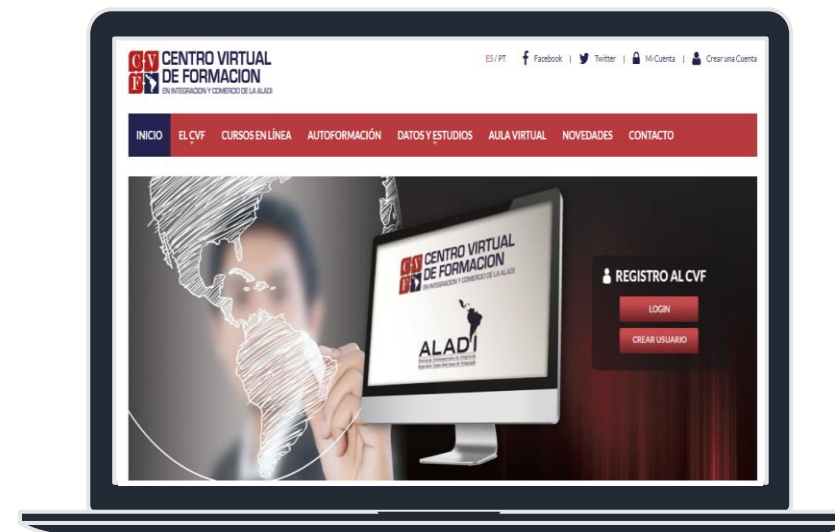 CVF
CENTRO VIRTUAL
DE FORMACION
EN INTEGRACION Y COMERCIO DE LA ALADI
ES / PT
Facebook | Twitter | Mi Cuenta | Crear una Cuenta
INICIO EL CVF CURSOS EN LÍNEA AUTOFORMACIÓN DATOS Y ESTUDIOS AULA VIRTUAL NOVEDADES CONTACTO
CVF
CENTRO VIRTUAL
DE FORMACION
EN INTEGRACION Y COMERCIO DE LA ALADI
ALADI
REGISTRO AL CVF
LOGIN
CREAR USUARIO